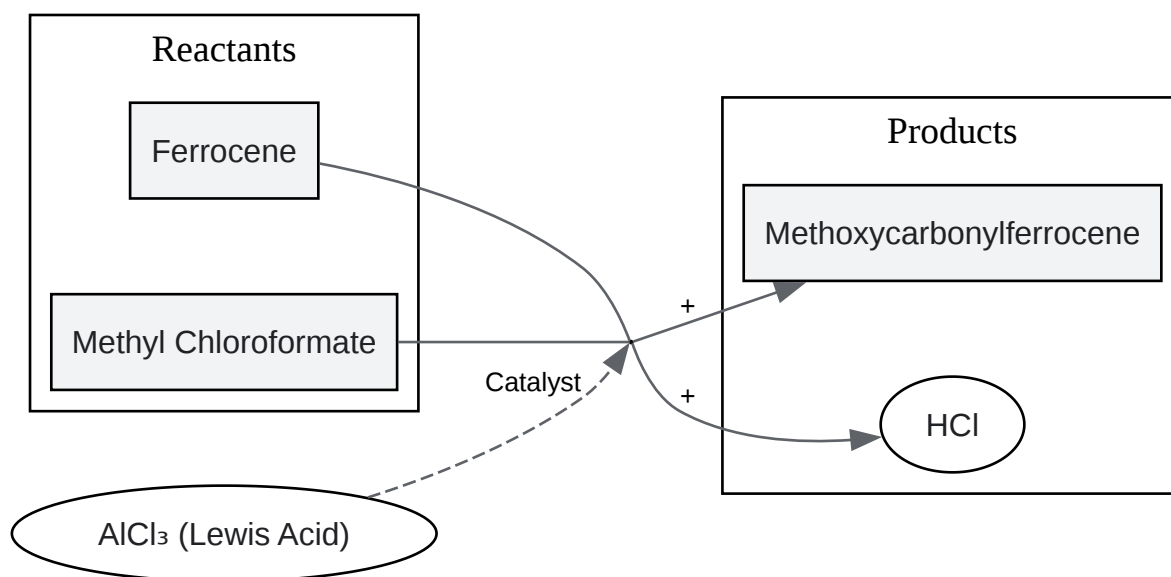 Reactants
Ferrocene
Methyl Chloroformate
AlCl₃ (Lewis Acid)
Catalyst
+
+
Products
Methoxycarbonylferrocene
HCl